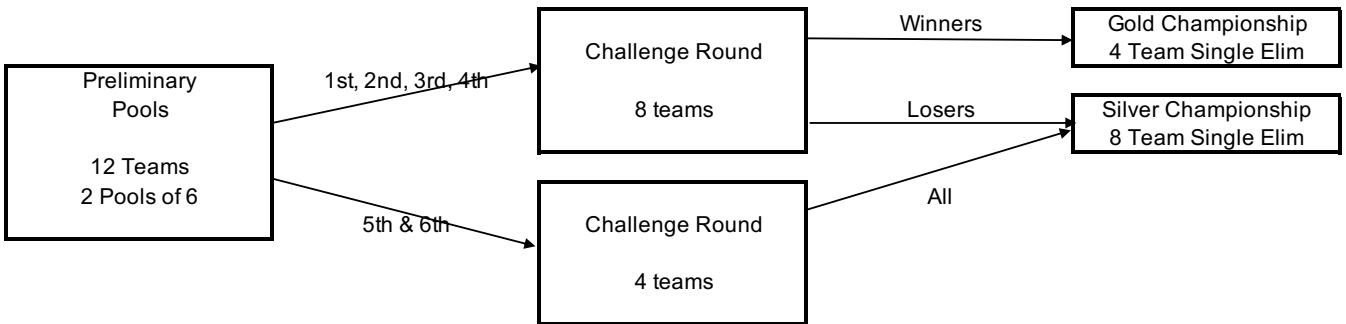 Preliminary
Pools
12 Teams
2 Pools of 6
1st, 2nd, 3rd, 4th
5th & 6th
Challenge Round
8 teams
Challenge Round
4 teams
Winners
Losers
All
Gold Championship
4 Team Single Elim
Silver Championship
8 Team Single Elim